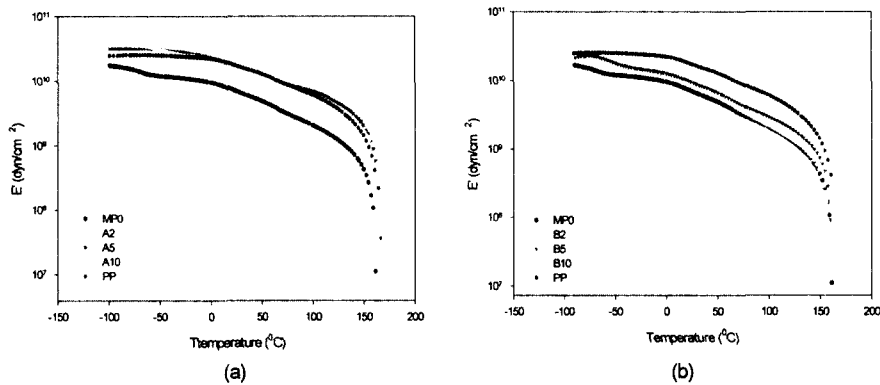 10¹¹
10¹⁰
10⁹
10⁸
10⁷
E' (dyn/cm ²)
MP0
A2
A5
A10
PP
-150 -100 -50 0 50 100 150 200
Ttemperature (⁰C)
(a)
10¹¹
10¹⁰
10⁹
10⁸
10⁷
E' (dyn/cm ²)
MP0
B2
B5
B10
PP
-150 -100 -50 0 50 100 150 200
Temperature (⁰C)
(b)